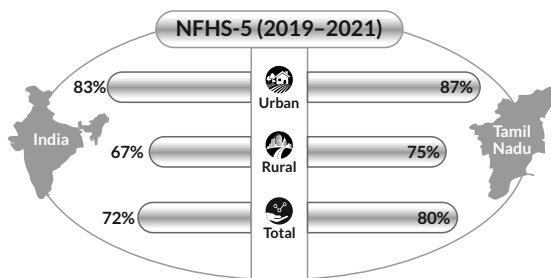 NFHS-5 (2019–2021)
83%
Urban
87%
India
67%
Rural
75%
Tamil
Nadu
72%
Total
80%